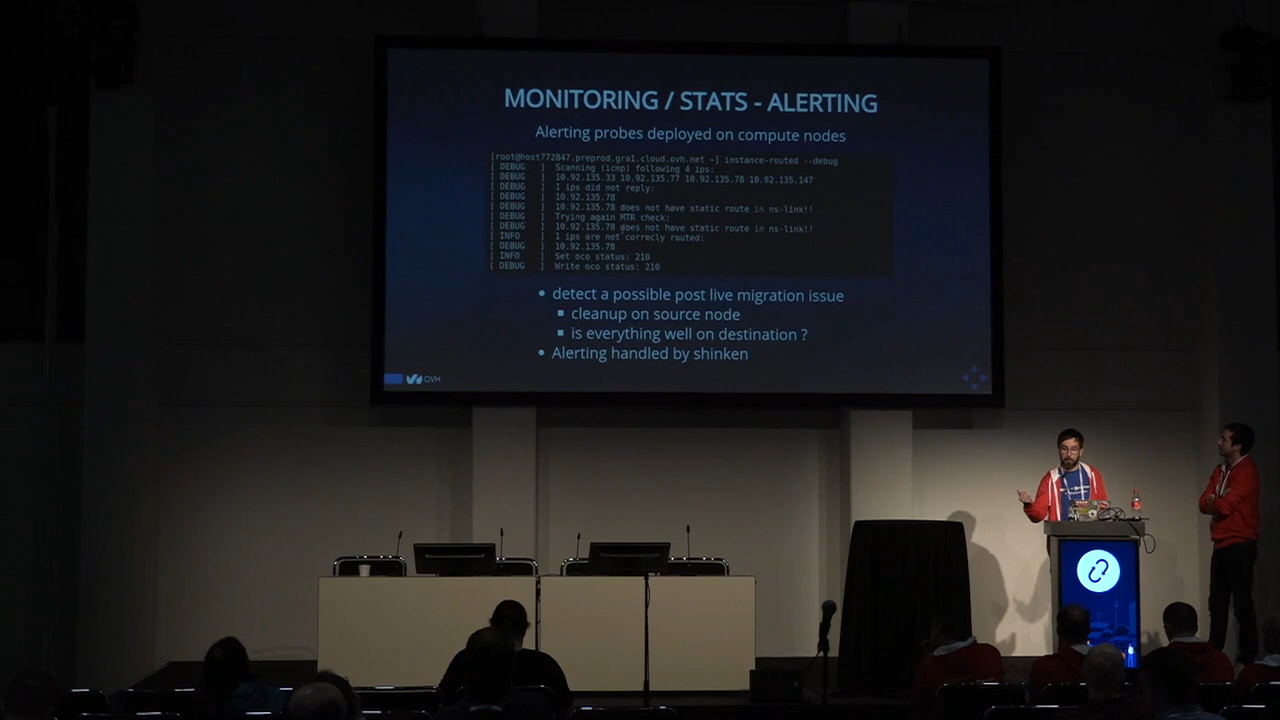 MONITORING / STATS - ALERTING
Alerting probes deployed on compute nodes
[root@host772847.preprod.gra1.cloud.ovh.net ~] instance-routed --debug
[ DEBUG ] Scanning (icmp) following 4 ips:
[ DEBUG ] 10.92.135.33 10.92.135.77 10.92.135.78 10.92.135.147
[ DEBUG ] 1 ips did not reply:
[ DEBUG ] 10.92.135.78
[ DEBUG ] 10.92.135.78 does not have static route in ns-link!!
[ DEBUG ] Trying again MTR check:
[ DEBUG ] 10.92.135.78 does not have static route in ns-link!!
[ INFO ] 1 ips are not correcly routed:
[ DEBUG ] 10.92.135.78
[ INFO ] Set oco status: 210
[ DEBUG ] Write oco status: 210
• detect a possible post live migration issue
▪ cleanup on source node
▪ is everything well on destination ?
• Alerting handled by shinken
OVH